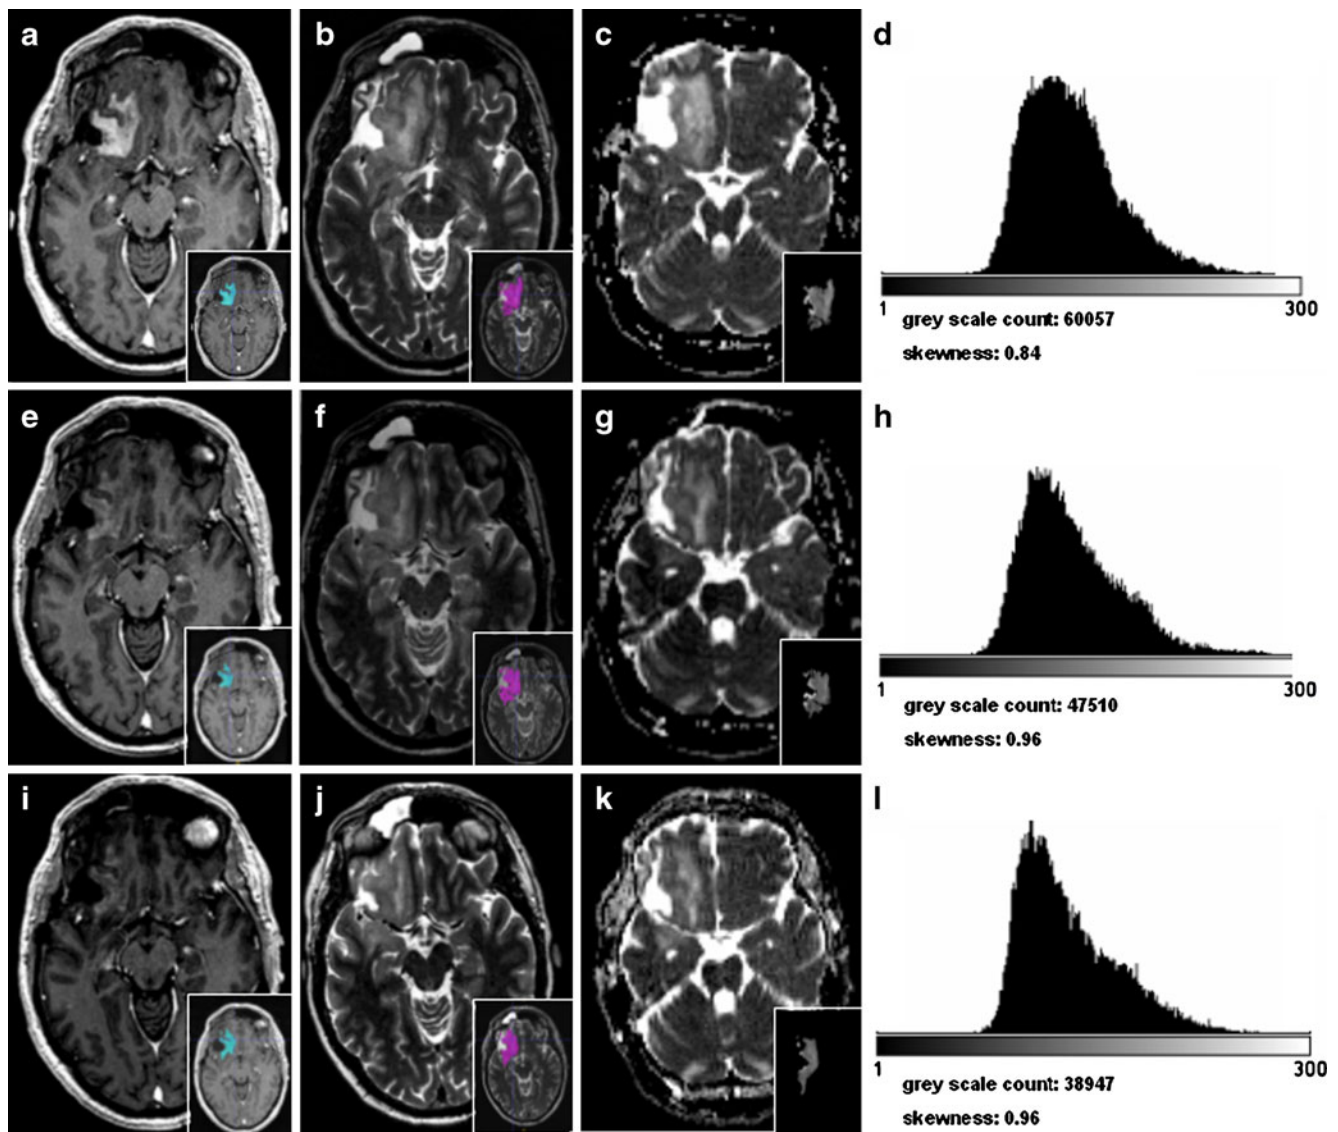 a
b
c
d
300
grey scale count: 60057
skewness: 0.84
e
f
g
h
1
300
grey scale count: 47510
skewness: 0.96
i
j
k
l
1
300
grey scale count: 38947
skewness: 0.96